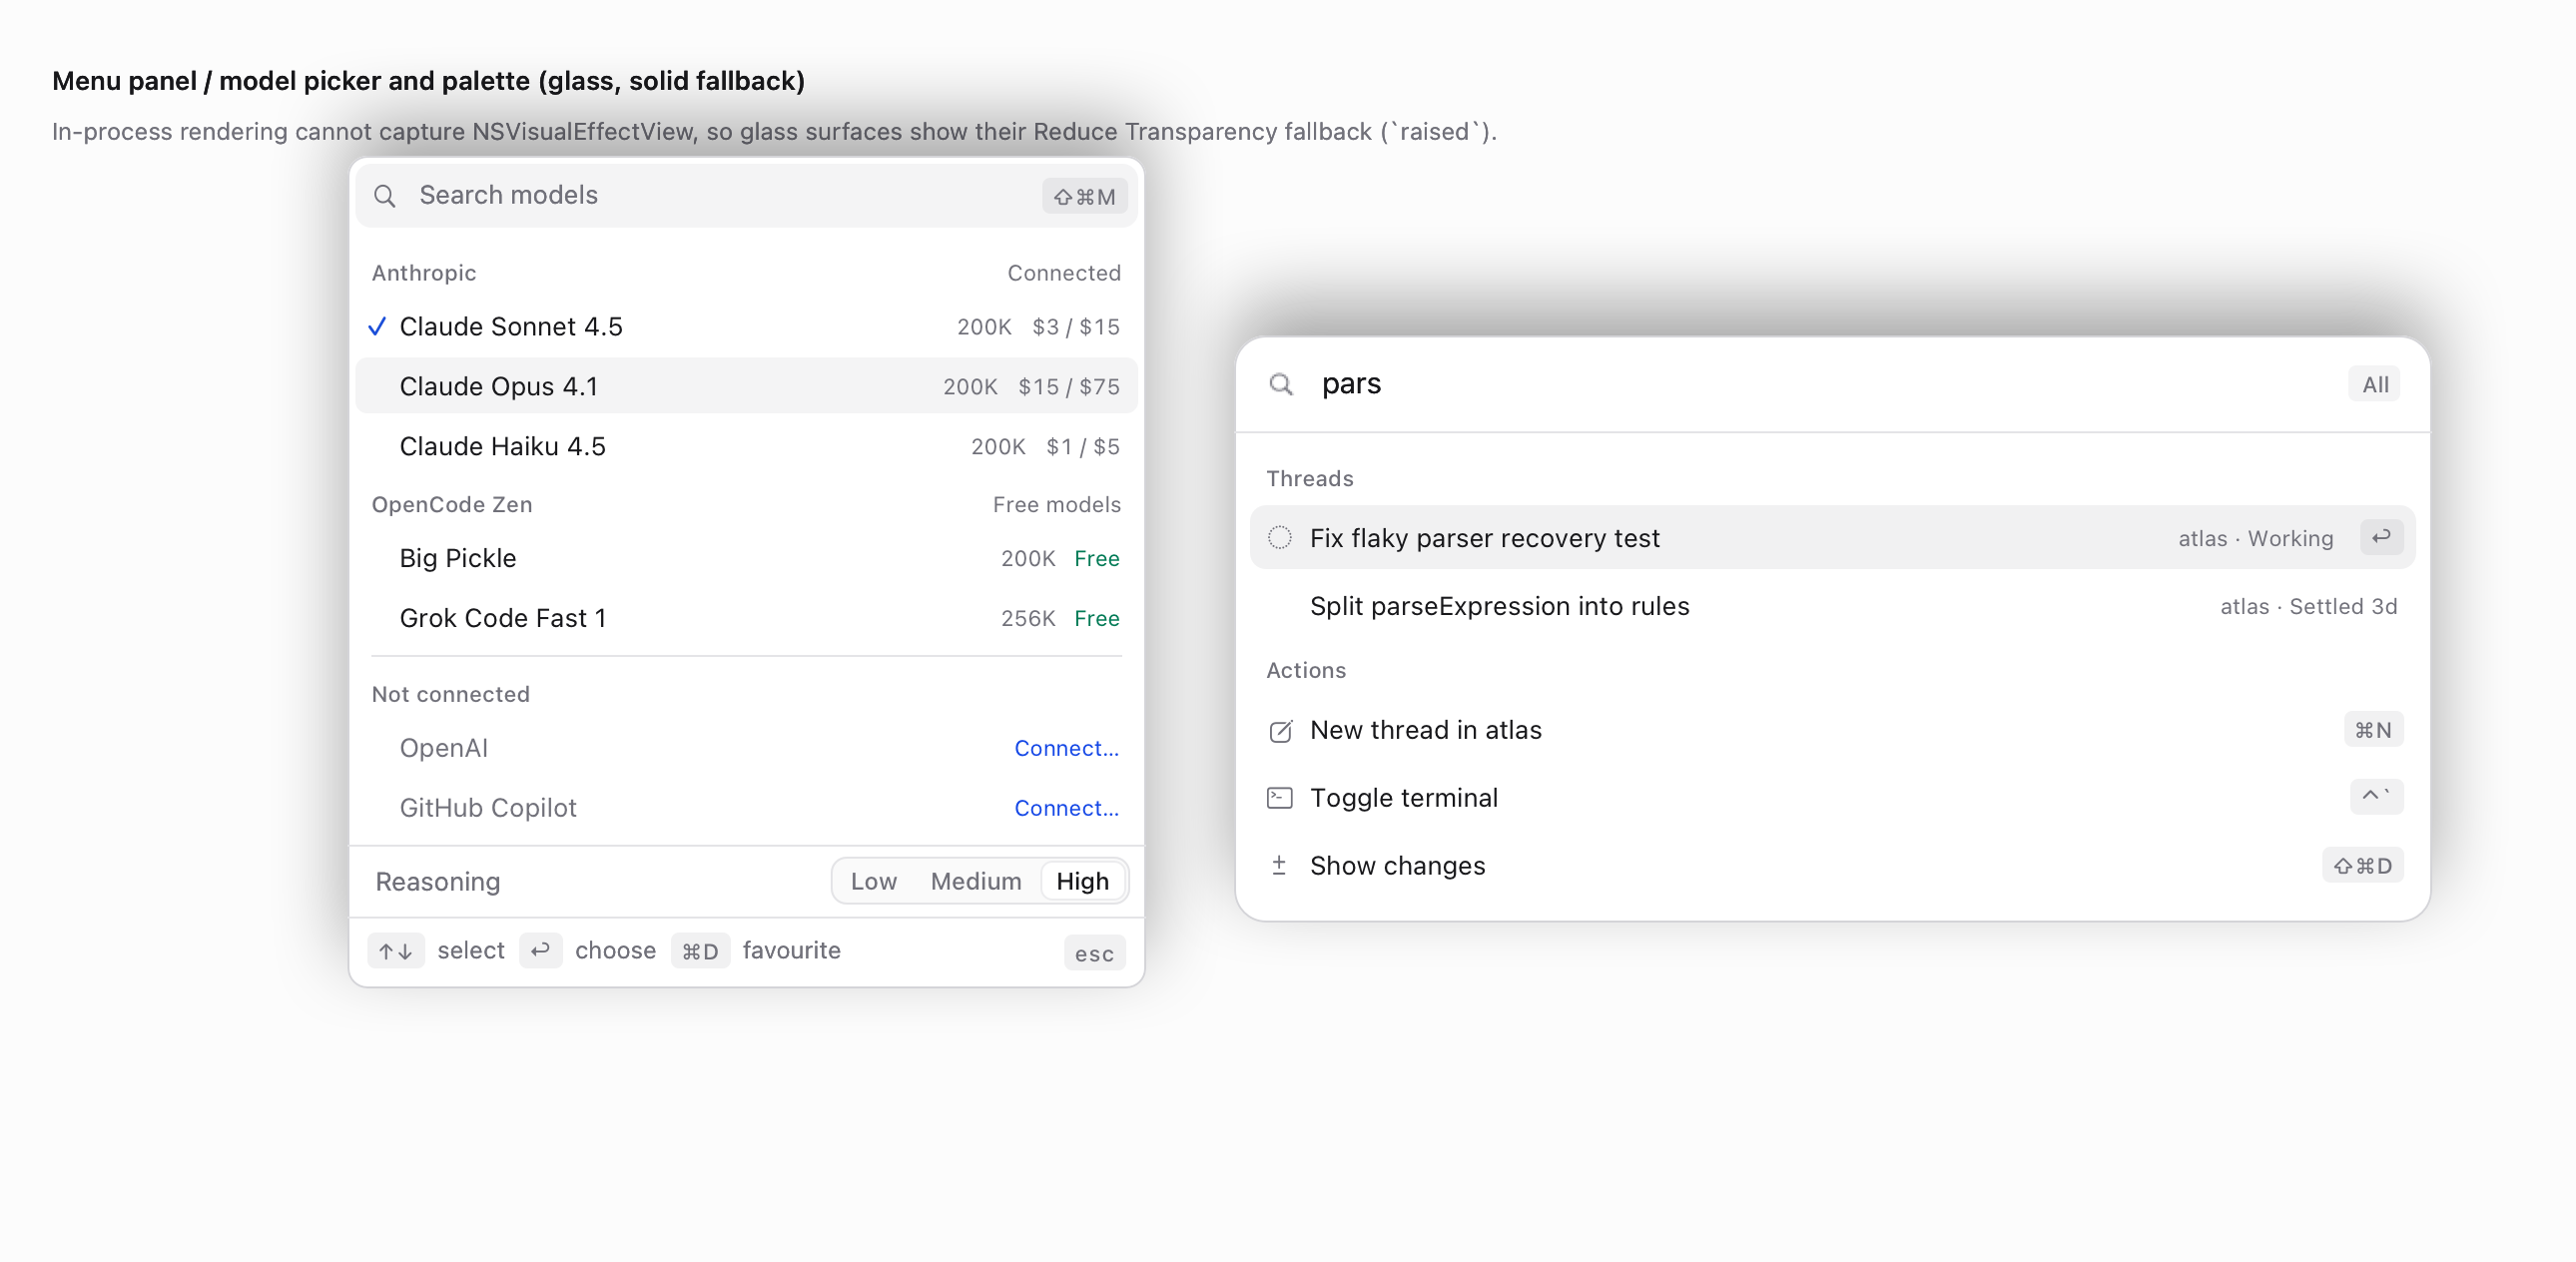 Menu panel / model picker and palette (glass, solid fallback)
In-process rendering cannot capture NSVisualEffectView, so glass surfaces show their Reduce Transparency fallback (`raised`).
Search models ⇧⌘M
Anthropic Connected
✓ Claude Sonnet 4.5 200K $3 / $15
Claude Opus 4.1 200K $15 / $75
Claude Haiku 4.5 200K $1 / $5
OpenCode Zen Free models
Big Pickle 200K Free
Grok Code Fast 1 256K Free
Not connected
OpenAI Connect...
GitHub Copilot Connect...
Reasoning Low Medium High
↑↓ select ↩ choose ⌘D favourite esc
pars All
Threads
Fix flaky parser recovery test atlas · Working ↩
Split parseExpression into rules atlas · Settled 3d
Actions
New thread in atlas ⌘N
Toggle terminal ^`
Show changes ⇧⌘D